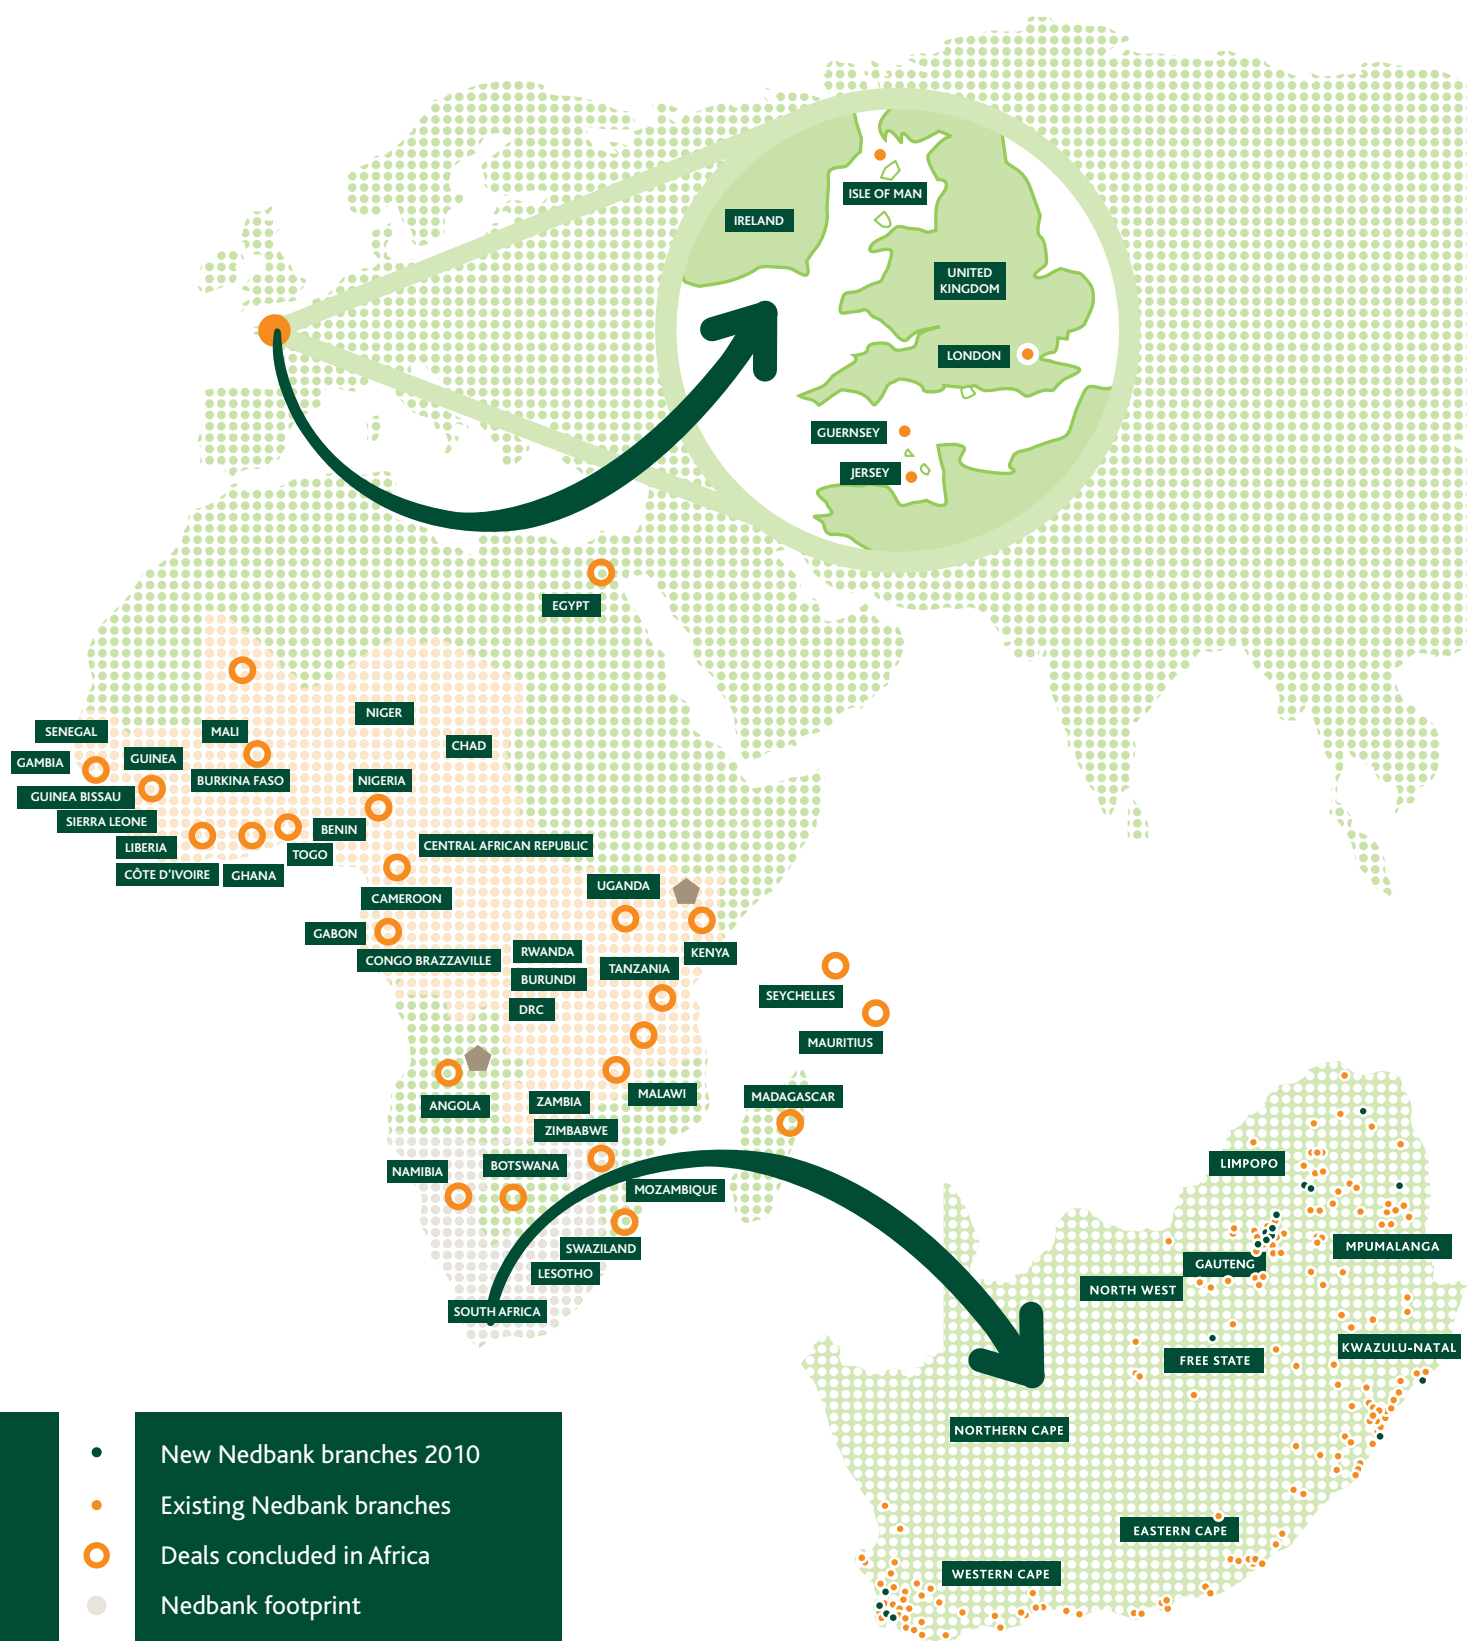 ISLE OF MAN
IRELAND
UNITED
KINGDOM
LONDON
GUERNSEY
JERSEY
EGYPT
NIGER
SENEGAL
MALI
CHAD
GAMBIA
GUINEA
BURKINA FASO
NIGERIA
GUINEA BISSAU
SIERRA LEONE
BENIN
LIBERIA
TOGO
CENTRAL AFRICAN REPUBLIC
CÔTE D'IVOIRE
GHANA
UGANDA
CAMEROON
GABON
RWANDA
KENYA
CONGO BRAZZAVILLE
TANZANIA
BURUNDI
SEYCHELLES
DRC
MAURITIUS
MALAWI
MADAGASCAR
ANGOLA
ZAMBIA
ZIMBABWE
NAMIBIA
BOTSWANA
MOZAMBIQUE
SWAZILAND
LESOTHO
SOUTH AFRICA
LIMPOPO
MPUMALANGA
GAUTENG
NORTH WEST
KWAZULU-NATAL
FREE STATE
NORTHERN CAPE
EASTERN CAPE
WESTERN CAPE
New Nedbank branches 2010
Existing Nedbank branches
Deals concluded in Africa
Nedbank footprint